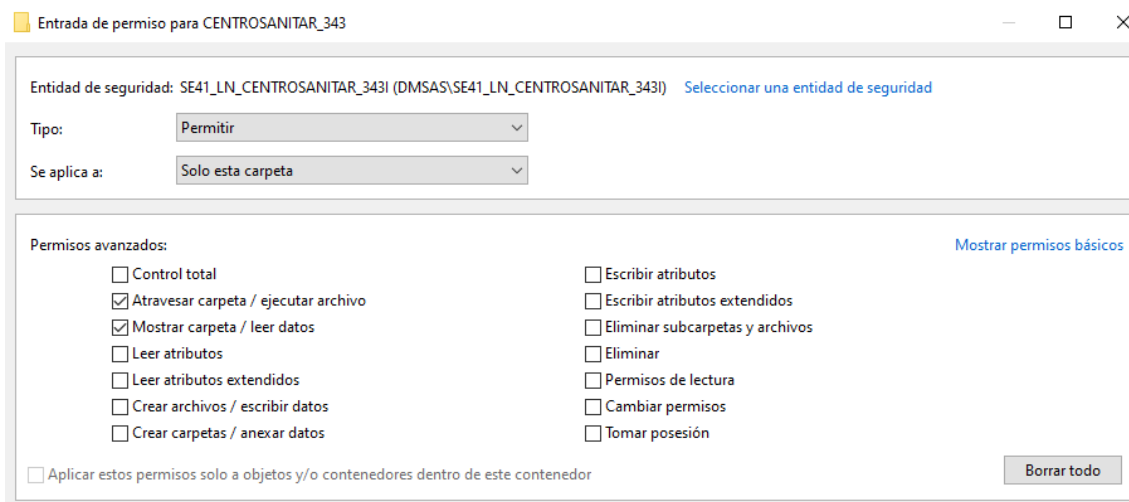 Entrada de permiso para CENTROSANITAR_343
Entidad de seguridad: SE41_LN_CENTROSANITAR_343I (DMSAS\SE41_LN_CENTROSANITAR_343I) Seleccionar una entidad de seguridad
Tipo: Permitir
Se aplica a: Solo esta carpeta
Permisos avanzados: Mostrar permisos básicos
Control total Escribir atributos
Atravesar carpeta / ejecutar archivo Escribir atributos extendidos
Mostrar carpeta / leer datos Eliminar subcarpetas y archivos
Leer atributos Eliminar
Leer atributos extendidos Permisos de lectura
Crear archivos / escribir datos Cambiar permisos
Crear carpetas / anexar datos Tomar posesión
Aplicar estos permisos solo a objetos y/o contenedores dentro de este contenedor Borrar todo